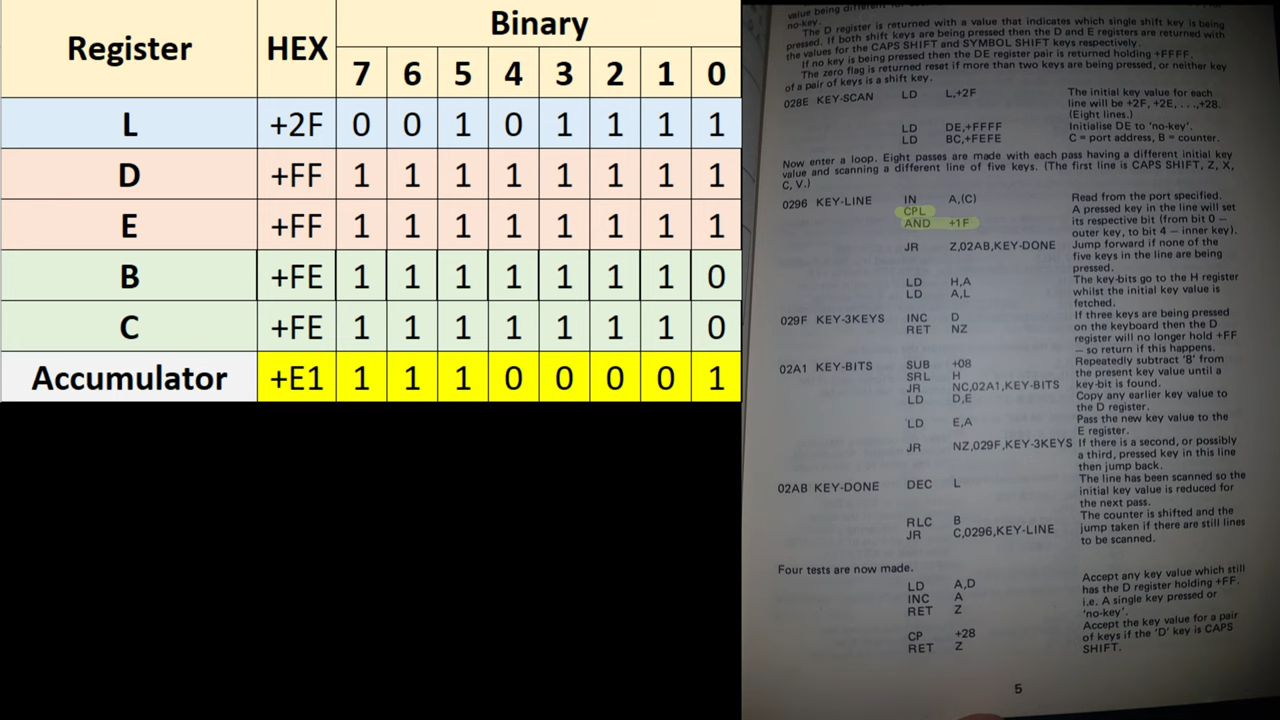 Register HEX Binary
7 6 5 4 3 2 1 0
L +2F 0 0 1 0 1 1 1 1
D +FF 1 1 1 1 1 1 1 1
E +FF 1 1 1 1 1 1 1 1
B +FE 1 1 1 1 1 1 1 0
C +FE 1 1 1 1 1 1 1 0
Accumulator +E1 1 1 1 0 0 0 0 1
value being different
no-key.
The D register is returned with a value that indicates which single shift key is being
pressed. If both shift keys are being pressed then the D and E registers are returned with
the values for the CAPS SHIFT and SYMBOL SHIFT keys respectively.
If no key is being pressed then the DE register pair is returned holding +FFFF.
The zero flag is returned reset if more than two keys are being pressed, or neither key
of a pair of keys is a shift key.
028E KEY-SCAN LD L,+2F The initial key value for each
line will be +2F, +2E, . . .,+28.
(Eight lines.)
LD DE,+FFFF Initialise DE to 'no-key'.
LD BC,+FEFE C = port address, B = counter.
Now enter a loop. Eight passes are made with each pass having a different initial key
value and scanning a different line of five keys. (The first line is CAPS SHIFT, Z, X,
C, V.)
0296 KEY-LINE IN A,(C) Read from the port specified.
CPL A pressed key in the line will set
AND +1F its respective bit (from bit 0 —
outer key, to bit 4 — inner key).
JR Z,02AB,KEY-DONE Jump forward if none of the
five keys in the line are being
pressed.
LD H,A The key-bits go to the H register
LD A,L whilst the initial key value is
fetched.
029F KEY-3KEYS INC D If three keys are being pressed
RET NZ on the keyboard then the D
register will no longer hold +FF
— so return if this happens.
02A1 KEY-BITS SUB +08 Repeatedly subtract '8' from
SRL H the present key value until a
JR NC,02A1,KEY-BITS key-bit is found.
LD D,E Copy any earlier key value to
the D register.
LD E,A Pass the new key value to the
E register.
JR NZ,029F,KEY-3KEYS If there is a second, or possibly
a third, pressed key in this line
then jump back.
02AB KEY-DONE DEC L The line has been scanned so the
initial key value is reduced for
the next pass.
RLC B The counter is shifted and the
JR C,0296,KEY-LINE jump taken if there are still lines
to be scanned.
Four tests are now made.
LD A,D Accept any key value which still
INC A has the D register holding +FF.
RET Z i.e. A single key pressed or
'no-key'.
CP +28 Accept the key value for a pair
RET Z of keys if the 'D' key is CAPS
SHIFT.
5